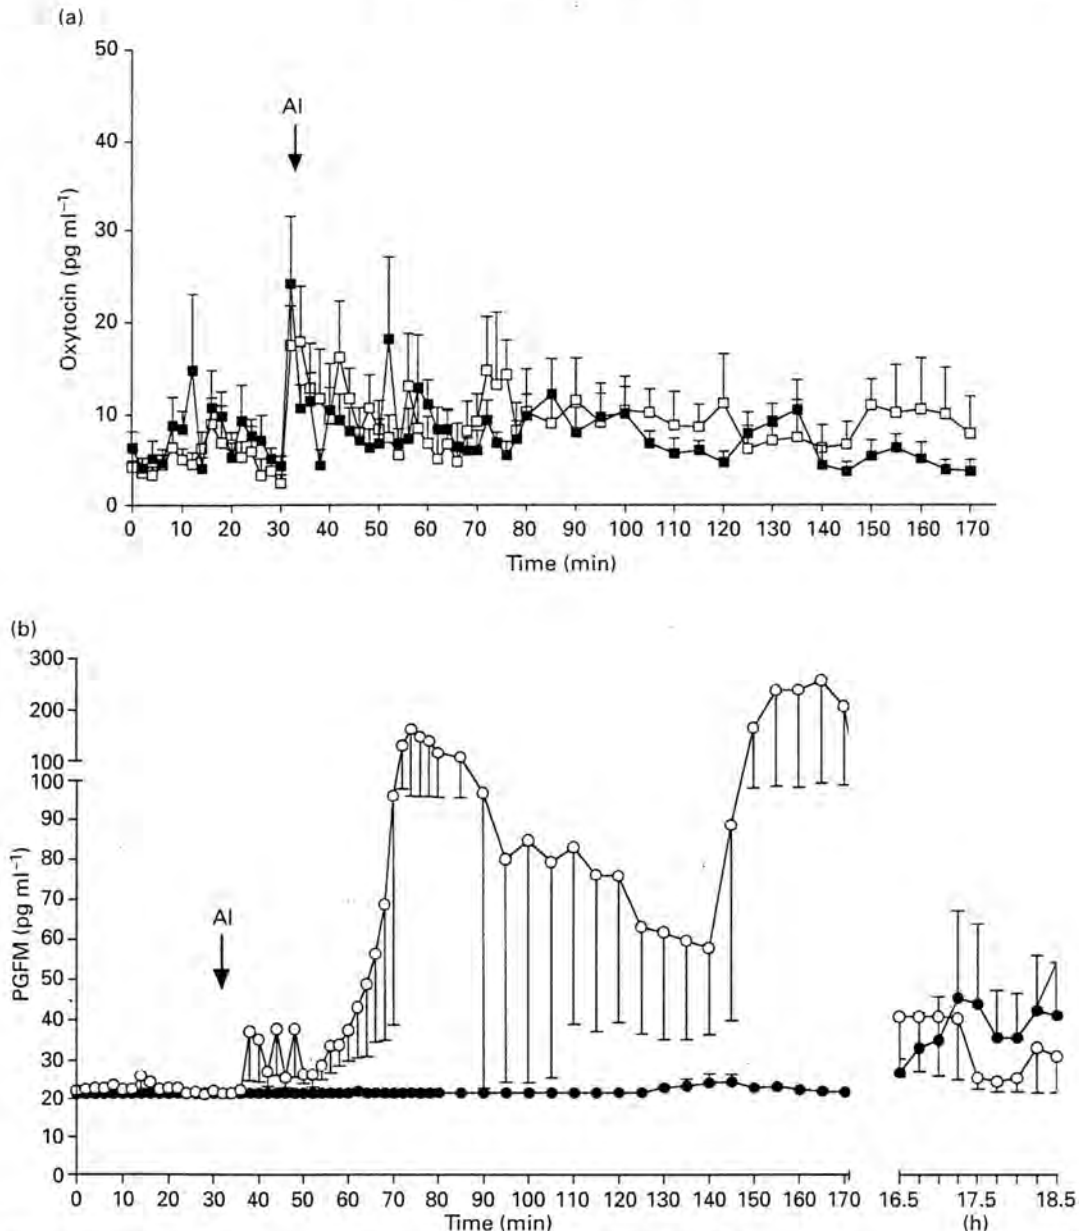 (a)
50
40
30
20
10
0
Oxytocin (pg ml⁻¹)
AI
0 10 20 30 40 50 60 70 80 90 100 110 120 130 140 150 160 170
Time (min)
(b)
300
200
100
100
90
80
70
60
50
40
30
20
10
0
PGFM (pg ml⁻¹)
AI
0 10 20 30 40 50 60 70 80 90 100 110 120 130 140 150 160 170 16.5 17.5 18.5
Time (min) (h)